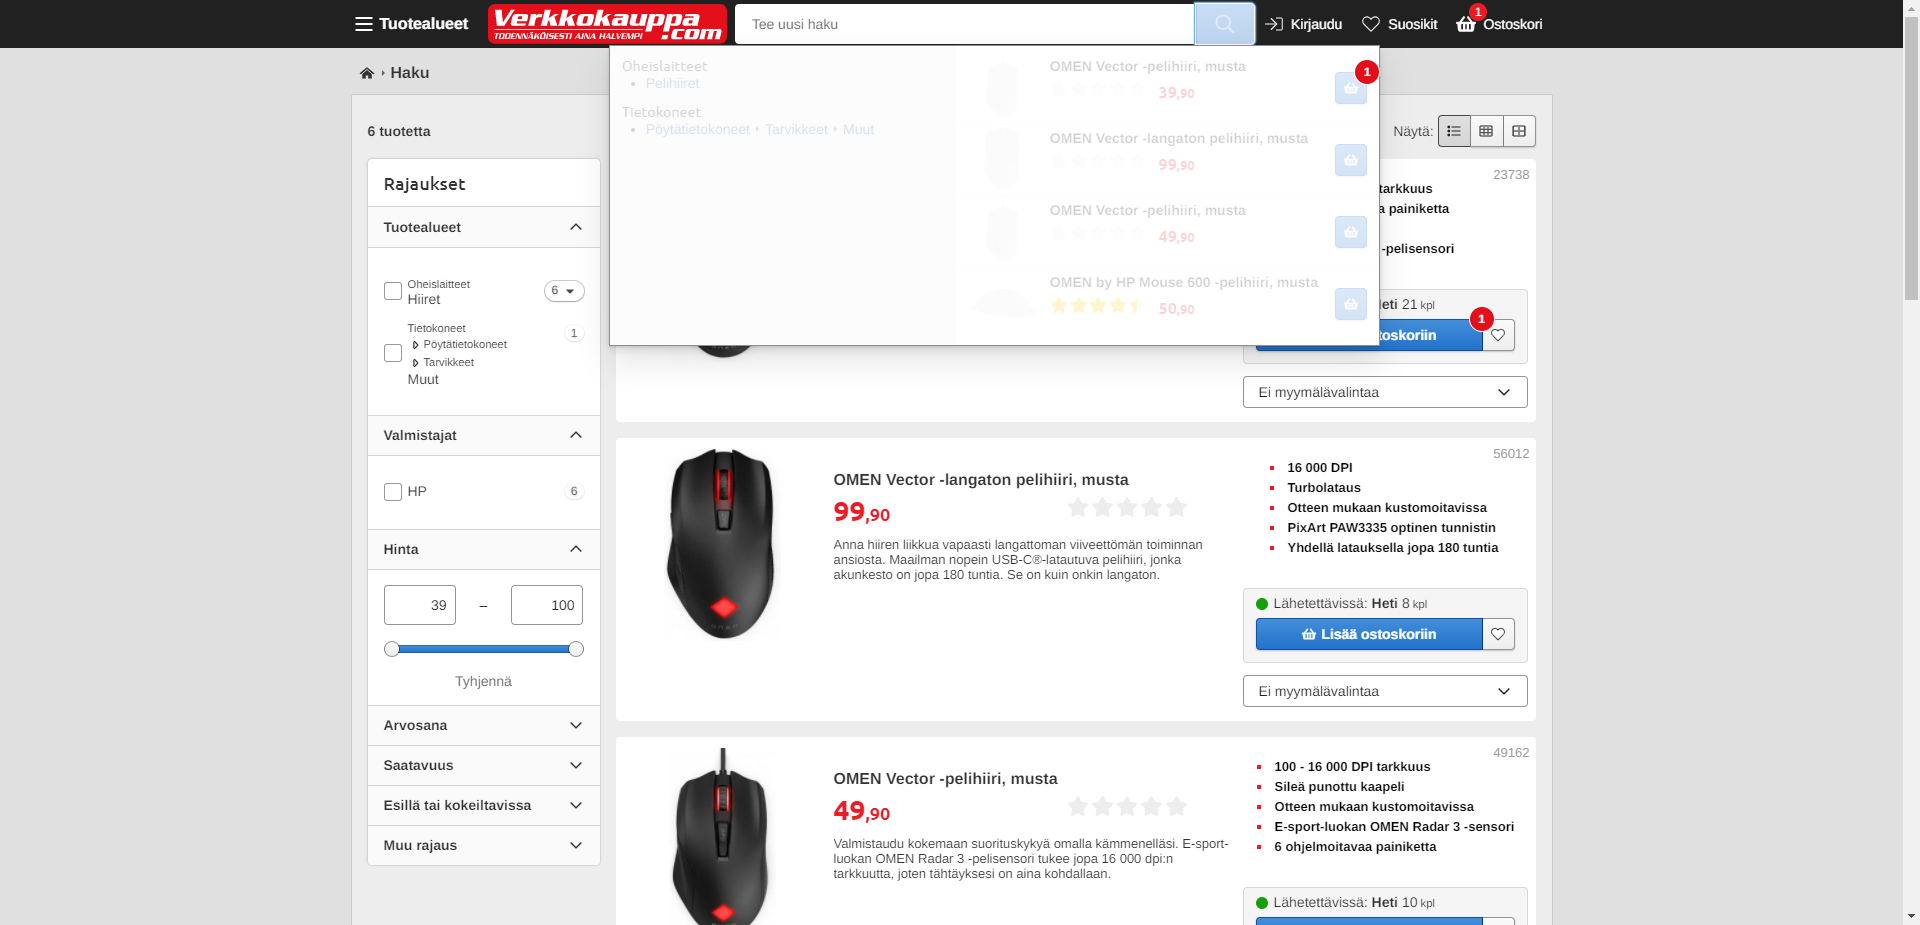 Tuotealueet
Verkkokauppa.com
TODENNÄKÖISESTI AINA HALVEMPI
Tee uusi haku
Kirjaudu
Suosikit
1
Ostoskori
Haku
Oheislaitteet
Pelihiiret
Tietokoneet
Pöytätietokoneet
Tarvikkeet
Muut
OMEN Vector -pelihiiri, musta
39,90
1
OMEN Vector -langaton pelihiiri, musta
99,90
OMEN Vector -pelihiiri, musta
49,90
OMEN by HP Mouse 600 -pelihiiri, musta
50,90
6 tuotetta
Näytä:
Rajaukset
Tuotealueet
Oheislaitteet
Hiiret
6
Tietokoneet
Pöytätietokoneet
Tarvikkeet
Muut
1
Valmistajat
HP
6
Hinta
39
–
100
Tyhjennä
Arvosana
Saatavuus
Esillä tai kokeiltavissa
Muu rajaus
23738
tarkkuus
a painiketta
-pelisensori
eti 21 kpl
toskoriin
1
Ei myymälävalintaa
OMEN Vector -langaton pelihiiri, musta
99,90
Anna hiiren liikkua vapaasti langattoman viiveettömän toiminnan
ansiosta. Maailman nopein USB-C®-latautuva pelihiiri, jonka
akunkesto on jopa 180 tuntia. Se on kuin onkin langaton.
56012
16 000 DPI
Turbolataus
Otteen mukaan kustomoitavissa
PixArt PAW3335 optinen tunnistin
Yhdellä latauksella jopa 180 tuntia
Lähetettävissä: Heti 8 kpl
Lisää ostoskoriin
Ei myymälävalintaa
OMEN Vector -pelihiiri, musta
49,90
Valmistaudu kokemaan suorituskykyä omalla kämmenelläsi. E-sport-
luokan OMEN Radar 3 -pelisensori tukee jopa 16 000 dpi:n
tarkkuutta, joten tähtäyksesi on aina kohdallaan.
49162
100 - 16 000 DPI tarkkuus
Sileä punottu kaapeli
Otteen mukaan kustomoitavissa
E-sport-luokan OMEN Radar 3 -sensori
6 ohjelmoitavaa painiketta
Lähetettävissä: Heti 10 kpl